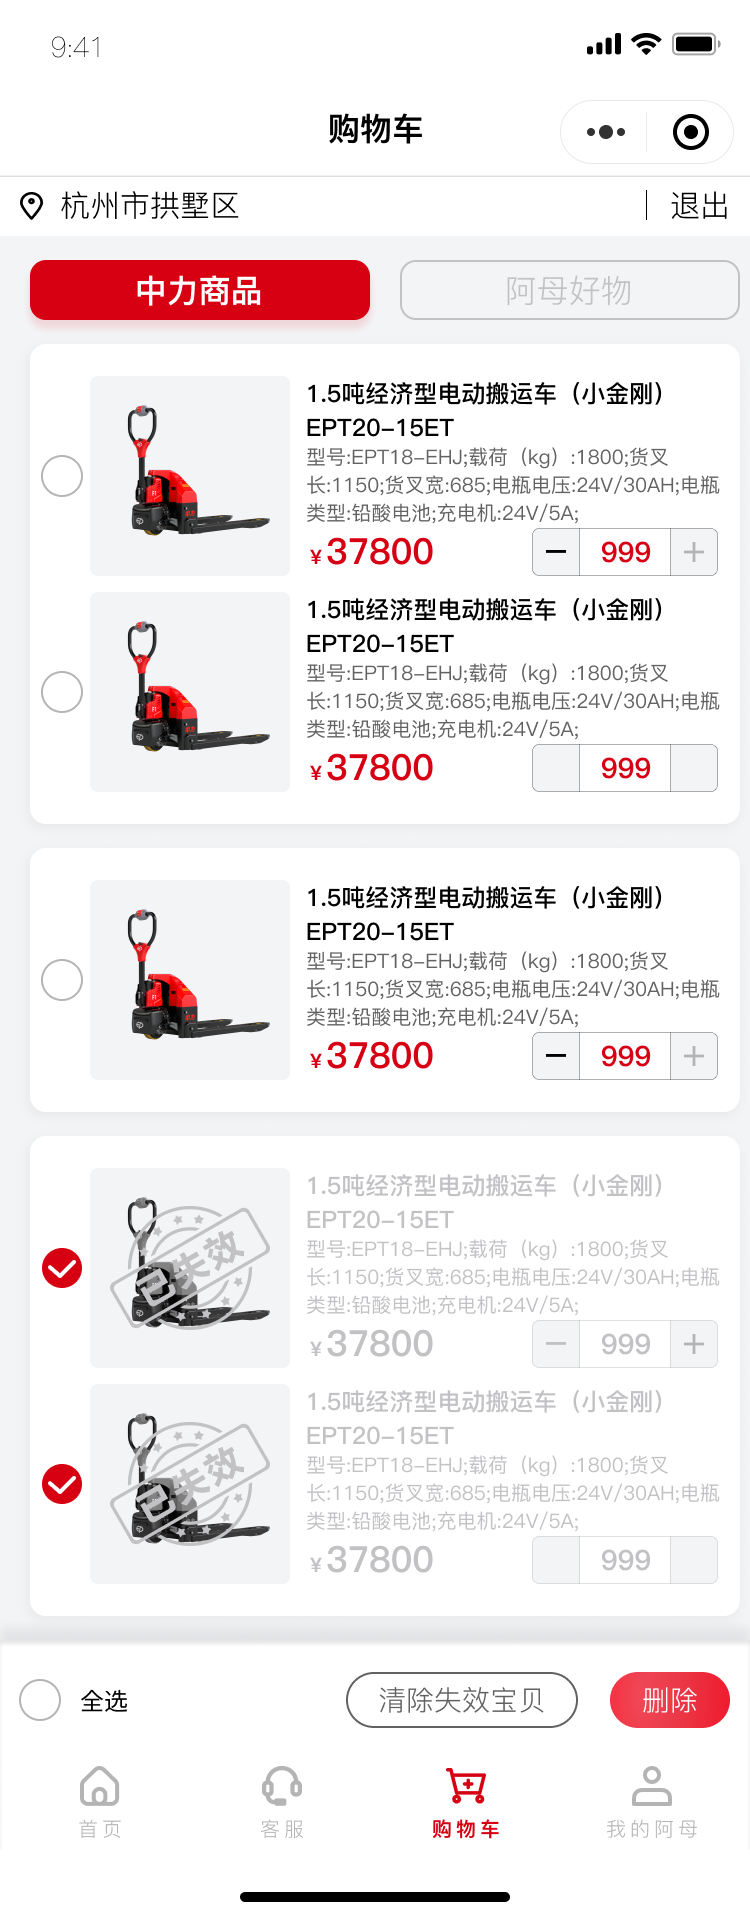 9:41
购物车
杭州市拱墅区
退出
中力商品
阿母好物
1.5吨经济型电动搬运车（小金刚）
EPT20-15ET
型号:EPT18-EHJ;载荷（kg）:1800;货叉
长:1150;货叉宽:685;电瓶电压:24V/30AH;电瓶
类型:铅酸电池;充电机:24V/5A;
¥37800
999
1.5吨经济型电动搬运车（小金刚）
EPT20-15ET
型号:EPT18-EHJ;载荷（kg）:1800;货叉
长:1150;货叉宽:685;电瓶电压:24V/30AH;电瓶
类型:铅酸电池;充电机:24V/5A;
¥37800
999
1.5吨经济型电动搬运车（小金刚）
EPT20-15ET
型号:EPT18-EHJ;载荷（kg）:1800;货叉
长:1150;货叉宽:685;电瓶电压:24V/30AH;电瓶
类型:铅酸电池;充电机:24V/5A;
¥37800
999
已失效
1.5吨经济型电动搬运车（小金刚）
EPT20-15ET
型号:EPT18-EHJ;载荷（kg）:1800;货叉
长:1150;货叉宽:685;电瓶电压:24V/30AH;电瓶
类型:铅酸电池;充电机:24V/5A;
¥37800
999
已失效
1.5吨经济型电动搬运车（小金刚）
EPT20-15ET
型号:EPT18-EHJ;载荷（kg）:1800;货叉
长:1150;货叉宽:685;电瓶电压:24V/30AH;电瓶
类型:铅酸电池;充电机:24V/5A;
¥37800
999
全选
清除失效宝贝
删除
首页
客服
购物车
我的阿母